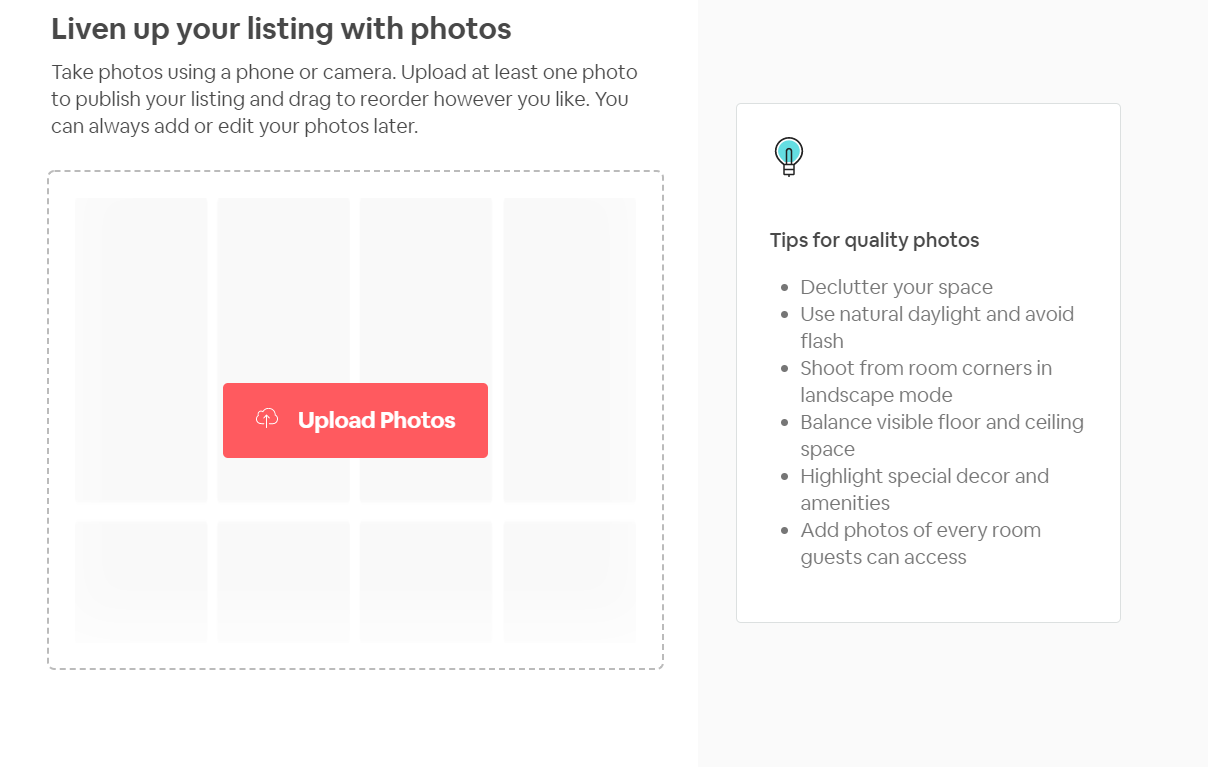 Liven up your listing with photos
Take photos using a phone or camera. Upload at least one photo
to publish your listing and drag to reorder however you like. You
can always add or edit your photos later.
Upload Photos
Tips for quality photos
Declutter your space
Use natural daylight and avoid
flash
Shoot from room corners in
landscape mode
Balance visible floor and ceiling
space
Highlight special decor and
amenities
Add photos of every room
guests can access